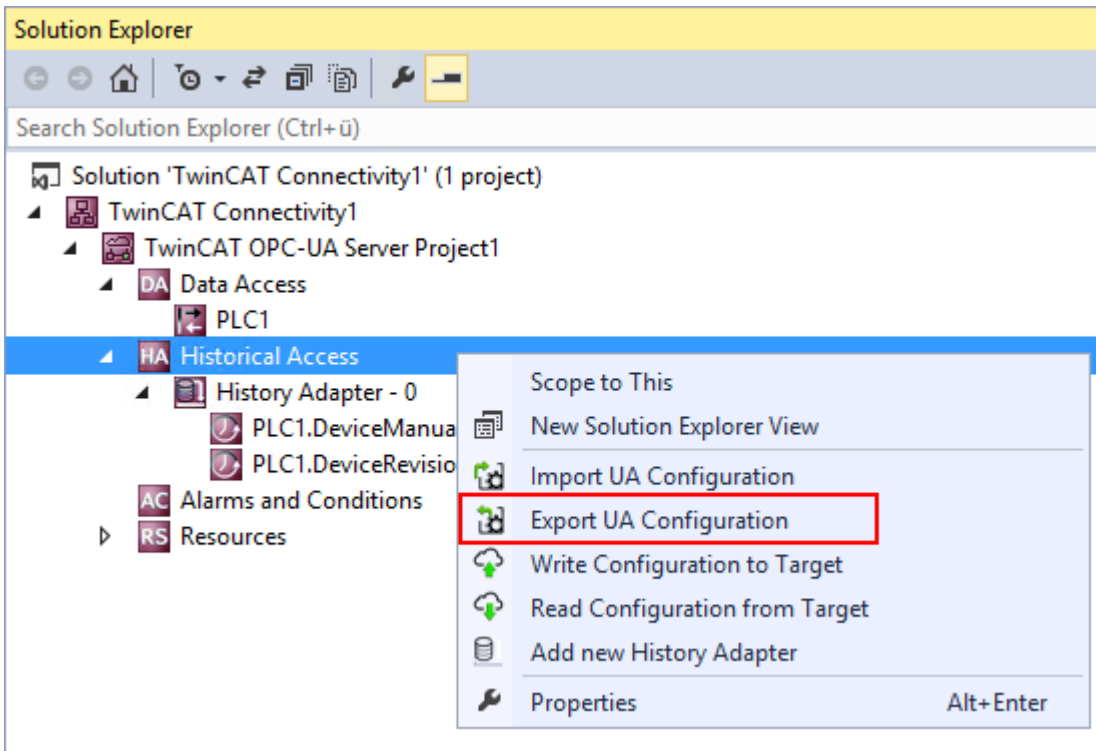 Solution Explorer
Search Solution Explorer (Ctrl+ü)
Solution 'TwinCAT Connectivity1' (1 project)
TwinCAT Connectivity1
TwinCAT OPC-UA Server Project1
DA Data Access
PLC1
HA Historical Access
History Adapter - 0
PLC1.DeviceManua
PLC1.DeviceRevisio
AC Alarms and Conditions
RS Resources
Scope to This
New Solution Explorer View
Import UA Configuration
Export UA Configuration
Write Configuration to Target
Read Configuration from Target
Add new History Adapter
Properties Alt+Enter